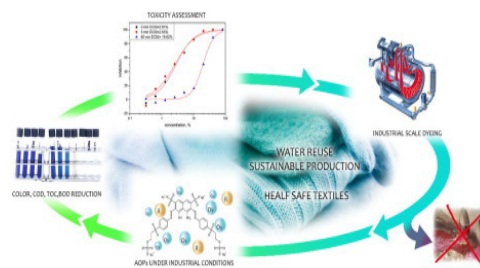 TOXICITY ASSESSMENT
concentration, %
INDUSTRIAL SCALE DYEING
WATER REUSE
SUSTAINABLE PRODUCTION
HEALF SAFE TEXTILES
COLOR, COD, TOC,BOD REDUCTION
AOPs UNDER INDUSTRIAL CONDITIONS